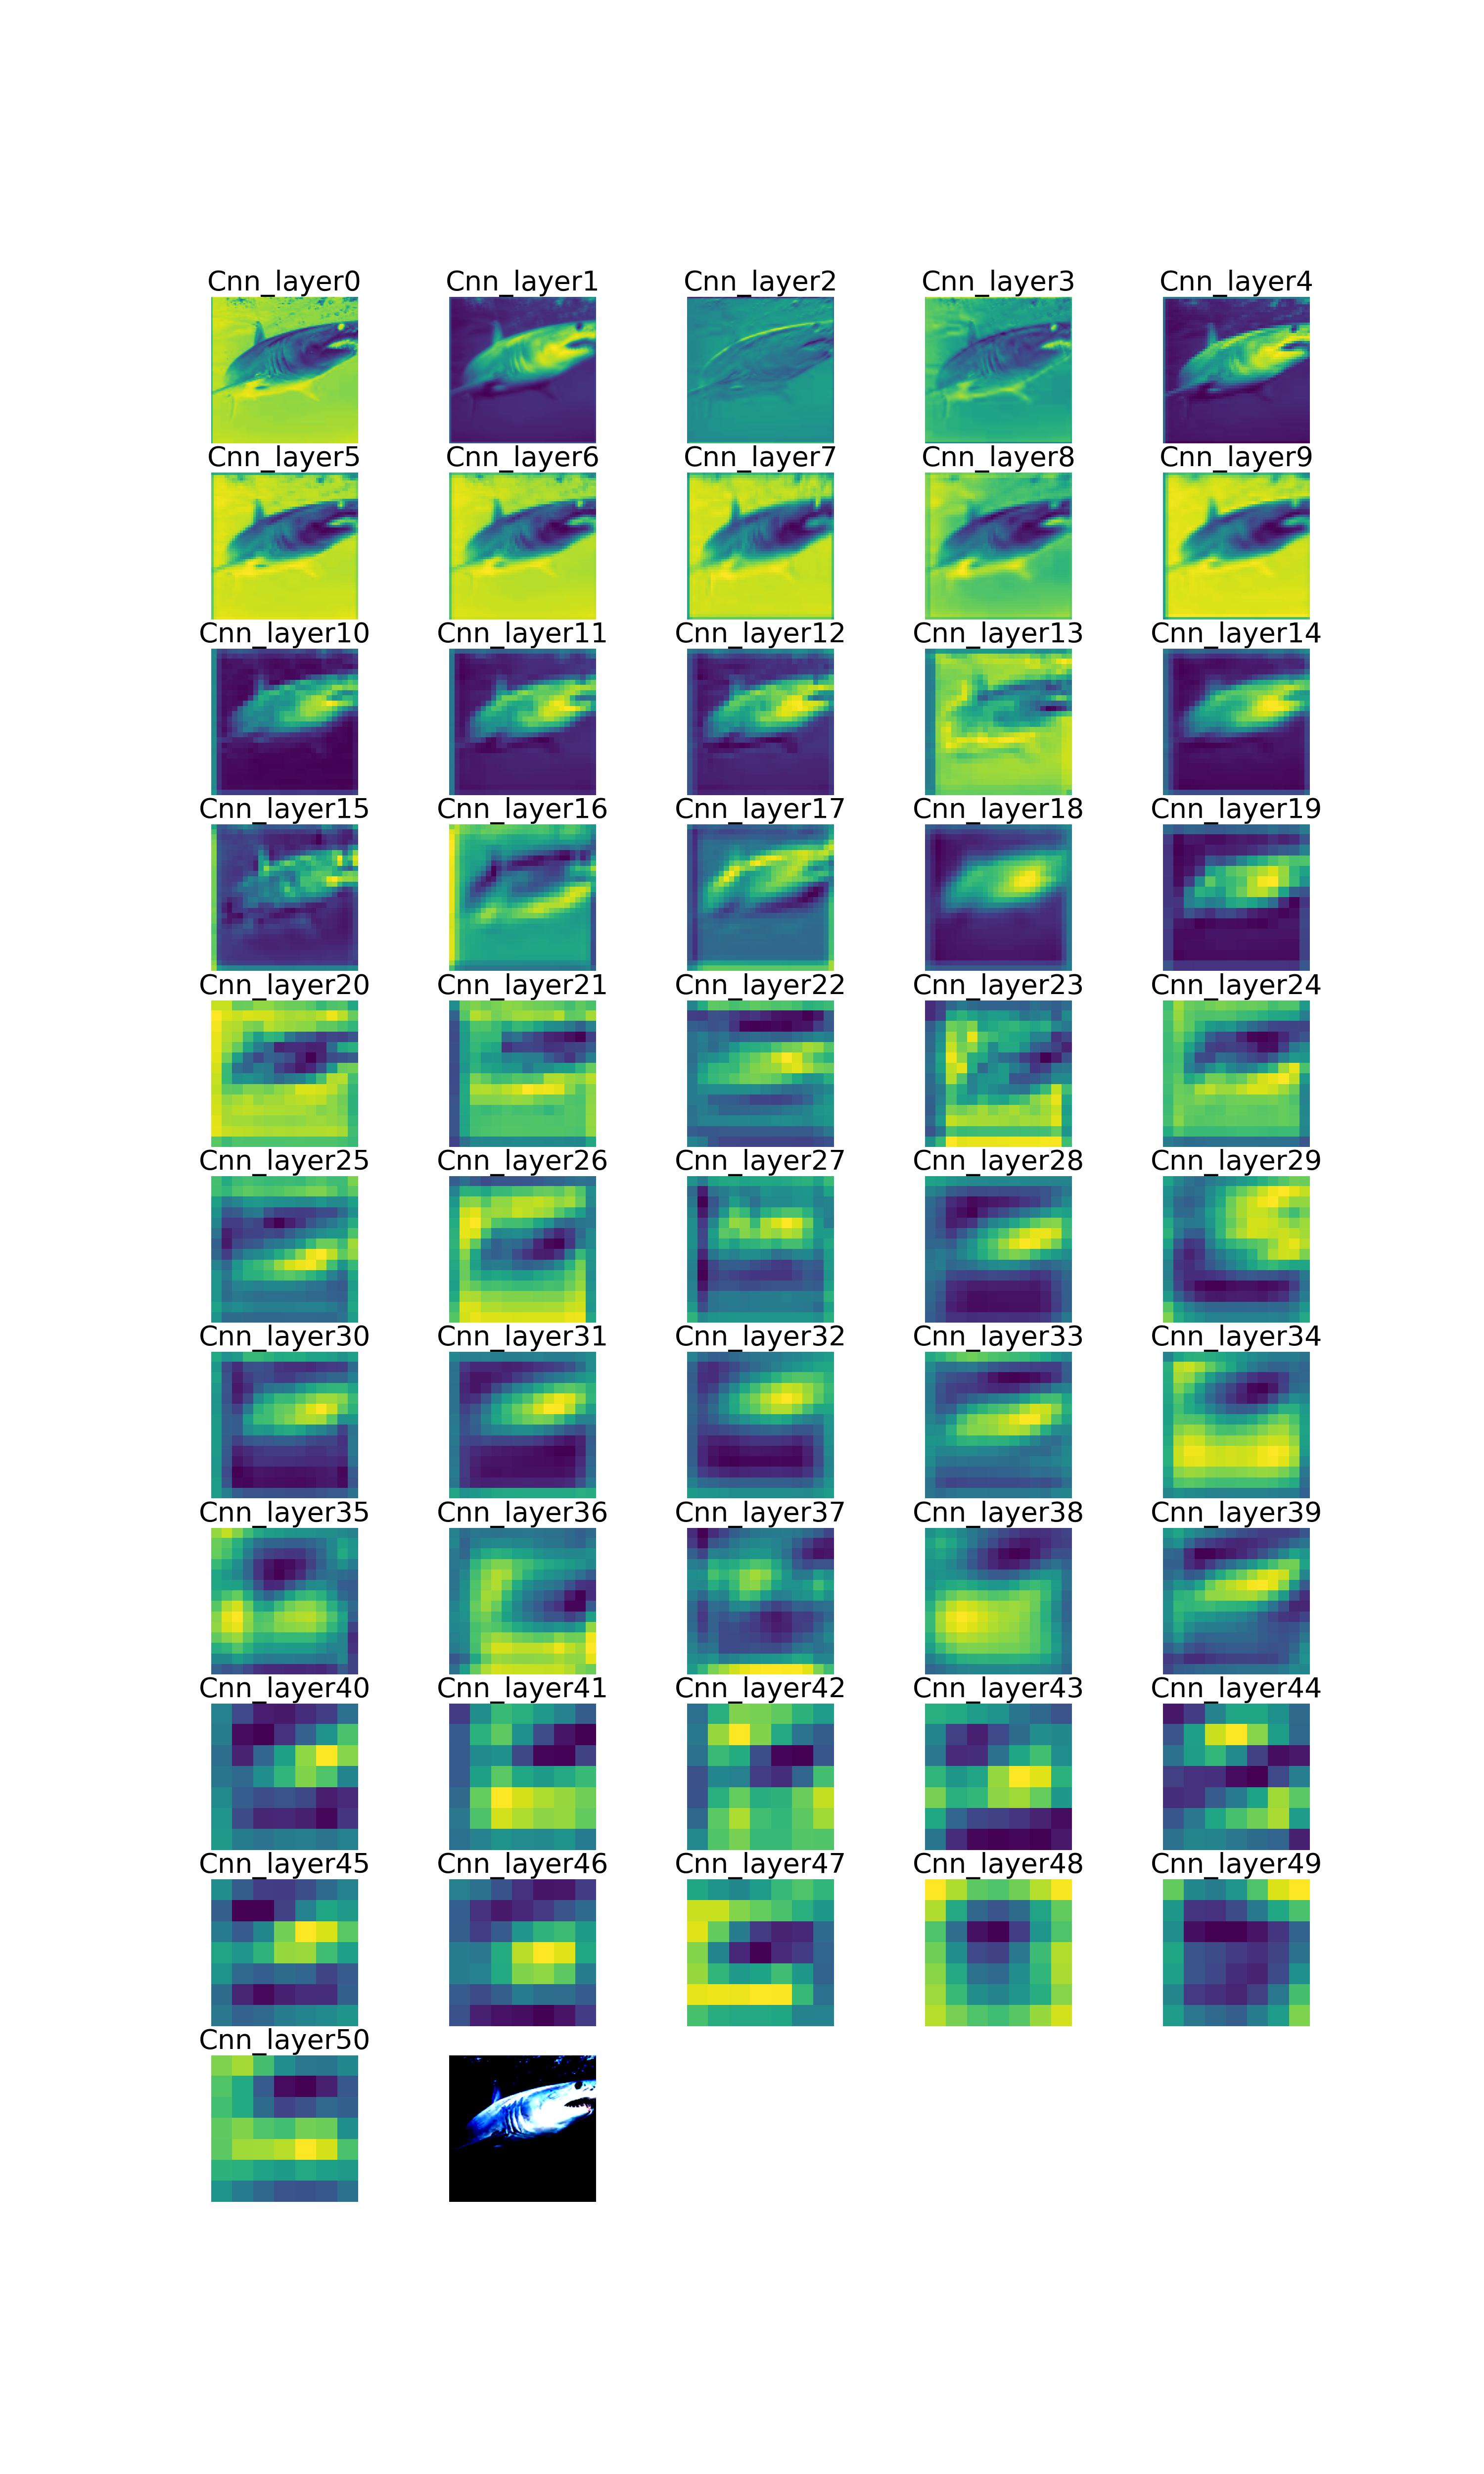 Cnn_layer0 Cnn_layer1 Cnn_layer2 Cnn_layer3 Cnn_layer4
Cnn_layer5 Cnn_layer6 Cnn_layer7 Cnn_layer8 Cnn_layer9
Cnn_layer10 Cnn_layer11 Cnn_layer12 Cnn_layer13 Cnn_layer14
Cnn_layer15 Cnn_layer16 Cnn_layer17 Cnn_layer18 Cnn_layer19
Cnn_layer20 Cnn_layer21 Cnn_layer22 Cnn_layer23 Cnn_layer24
Cnn_layer25 Cnn_layer26 Cnn_layer27 Cnn_layer28 Cnn_layer29
Cnn_layer30 Cnn_layer31 Cnn_layer32 Cnn_layer33 Cnn_layer34
Cnn_layer35 Cnn_layer36 Cnn_layer37 Cnn_layer38 Cnn_layer39
Cnn_layer40 Cnn_layer41 Cnn_layer42 Cnn_layer43 Cnn_layer44
Cnn_layer45 Cnn_layer46 Cnn_layer47 Cnn_layer48 Cnn_layer49
Cnn_layer50